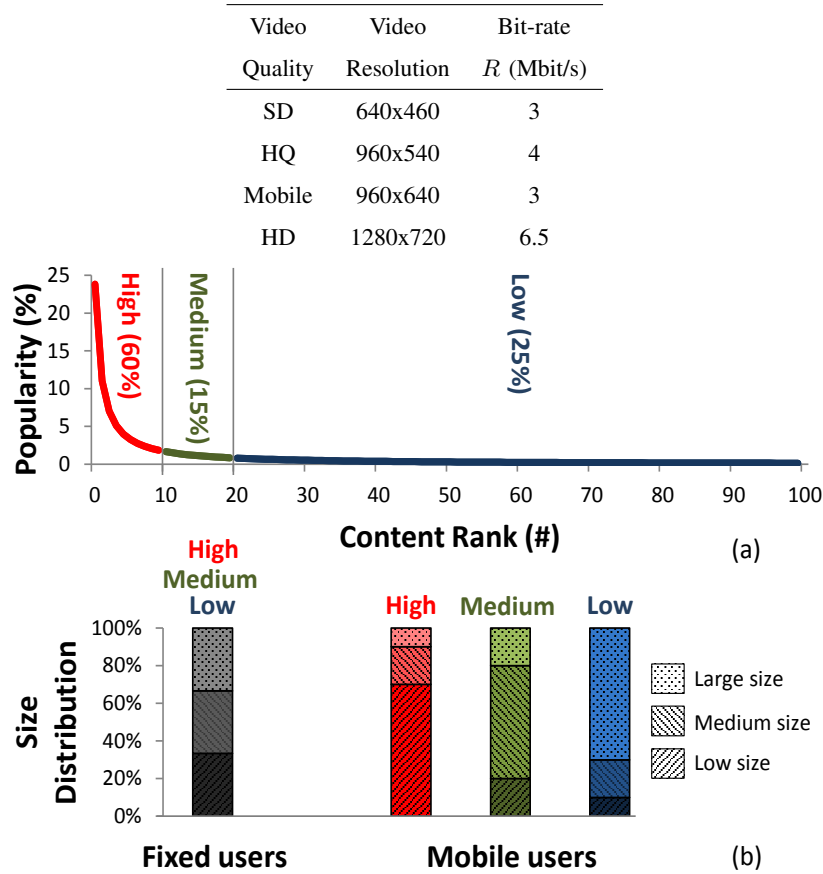 Video Video Bit-rate
Quality Resolution R (Mbit/s)
SD 640x460 3
HQ 960x540 4
Mobile 960x640 3
HD 1280x720 6.5
Popularity (%)
25
20
15
10
5
0
High (60%)
Medium (15%)
Low (25%)
0 10 20 30 40 50 60 70 80 90 100
Content Rank (#)
(a)
High
Medium
Low
High
Medium
Low
Size
Distribution
100%
80%
60%
40%
20%
0%
Large size
Medium size
Low size
Fixed users
Mobile users
(b)